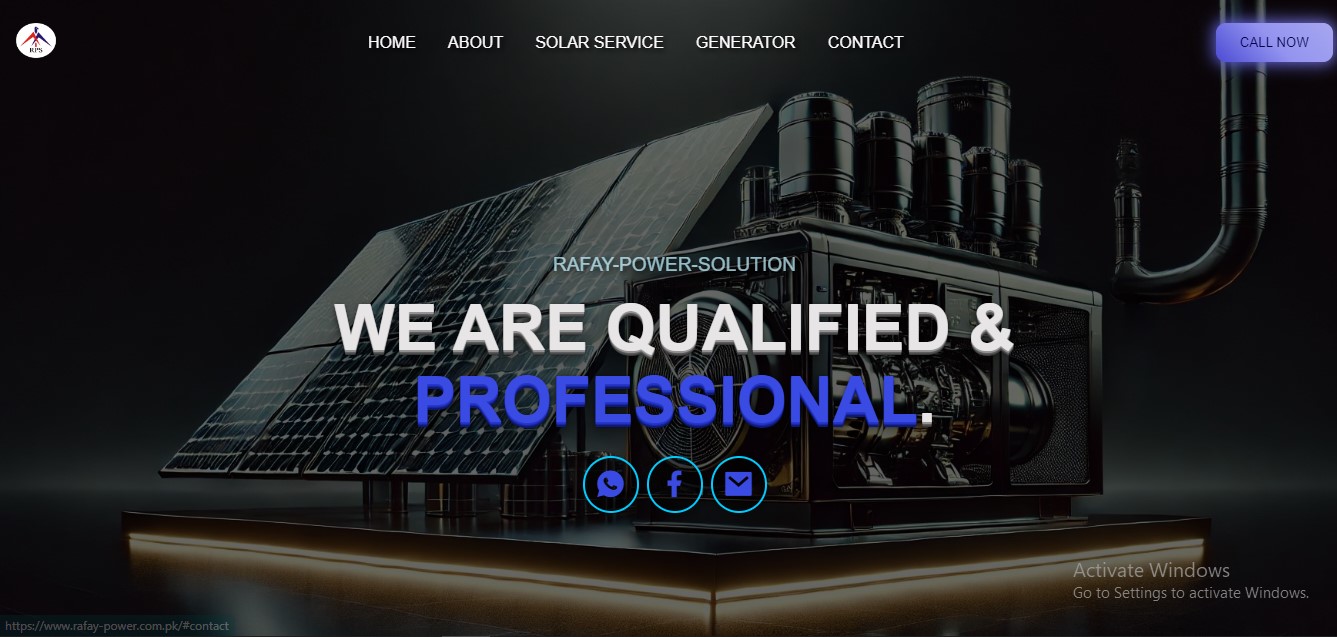 RPS
HOME ABOUT SOLAR SERVICE GENERATOR CONTACT
CALL NOW
RAFAY-POWER-SOLUTION
WE ARE QUALIFIED &
PROFESSIONAL.
Activate Windows
Go to Settings to activate Windows.
https://www.rafay-power.com.pk/#contact